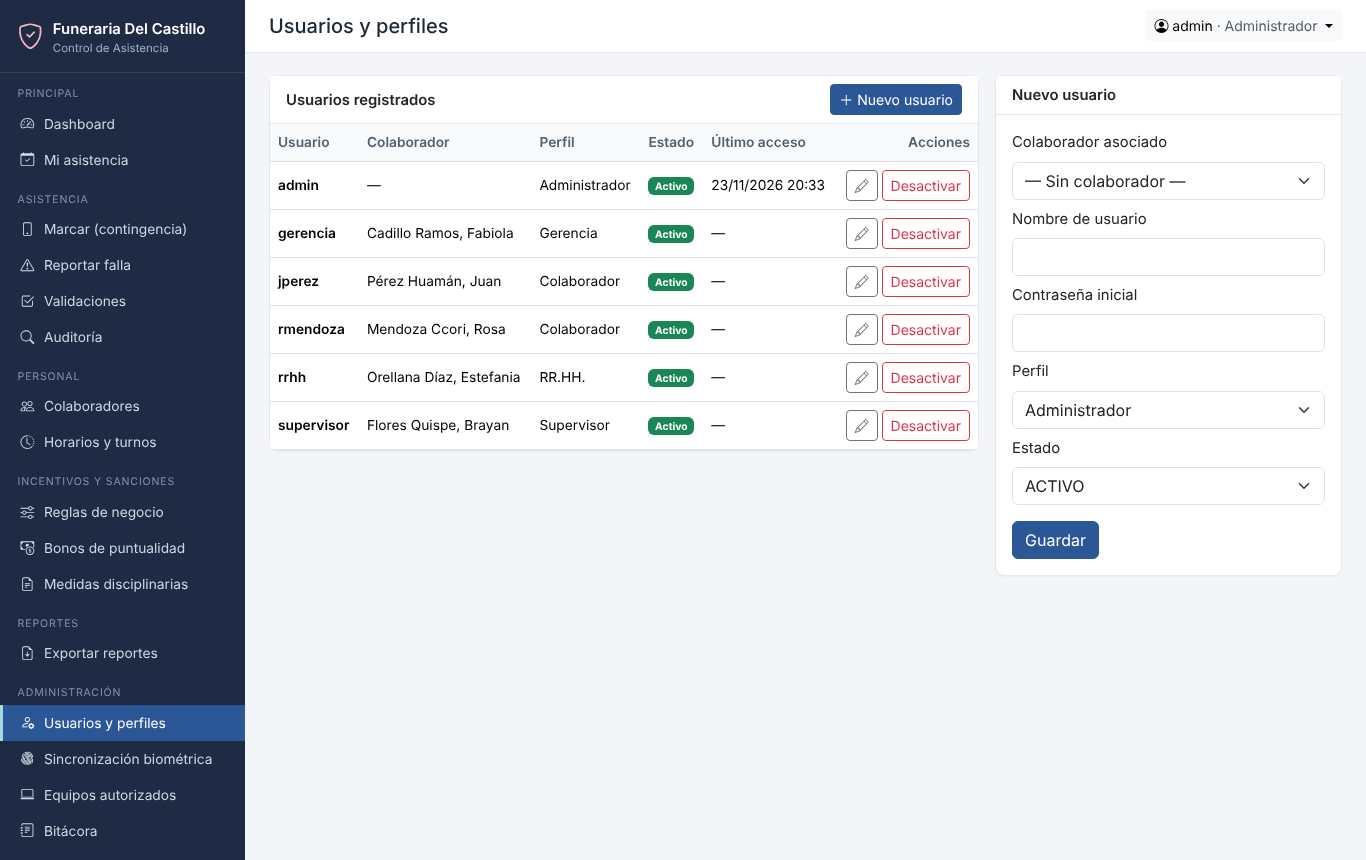 Funeraria Del Castillo
Control de Asistencia
PRINCIPAL
Dashboard
Mi asistencia
ASISTENCIA
Marcar (contingencia)
Reportar falla
Validaciones
Auditoría
PERSONAL
Colaboradores
Horarios y turnos
INCENTIVOS Y SANCIONES
Reglas de negocio
Bonos de puntualidad
Medidas disciplinarias
REPORTES
Exportar reportes
ADMINISTRACIÓN
Usuarios y perfiles
Sincronización biométrica
Equipos autorizados
Bitácora
Usuarios y perfiles
admin · Administrador
Usuarios registrados
+ Nuevo usuario
Usuario Colaborador Perfil Estado Último acceso Acciones
admin — Administrador Activo 23/11/2026 20:33 Desactivar
gerencia Cadillo Ramos, Fabiola Gerencia Activo — Desactivar
jperez Pérez Huamán, Juan Colaborador Activo — Desactivar
rmendoza Mendoza Ccori, Rosa Colaborador Activo — Desactivar
rrhh Orellana Díaz, Estefania RR.HH. Activo — Desactivar
supervisor Flores Quispe, Brayan Supervisor Activo — Desactivar
Nuevo usuario
Colaborador asociado
— Sin colaborador —
Nombre de usuario
Contraseña inicial
Perfil
Administrador
Estado
ACTIVO
Guardar